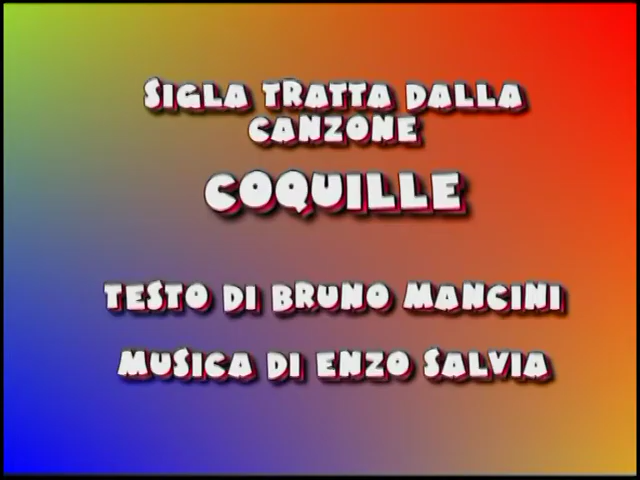 SIGLA TRATTA DALLA
CANZONE
COQUILLE
TESTO DI BRUNO MANCINI
MUSICA DI ENZO SALVIA